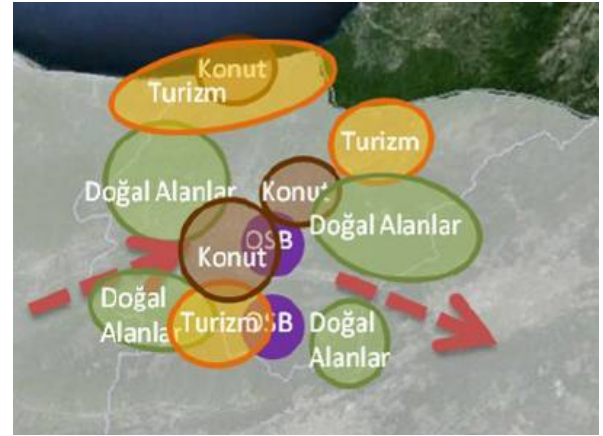 Konut
Turizm
Turizm
Doğal Alanlar
Konut
Doğal Alanlar
OSB
Konut
Doğal
Alanlar
Turizm
OSB
Doğal
Alanlar